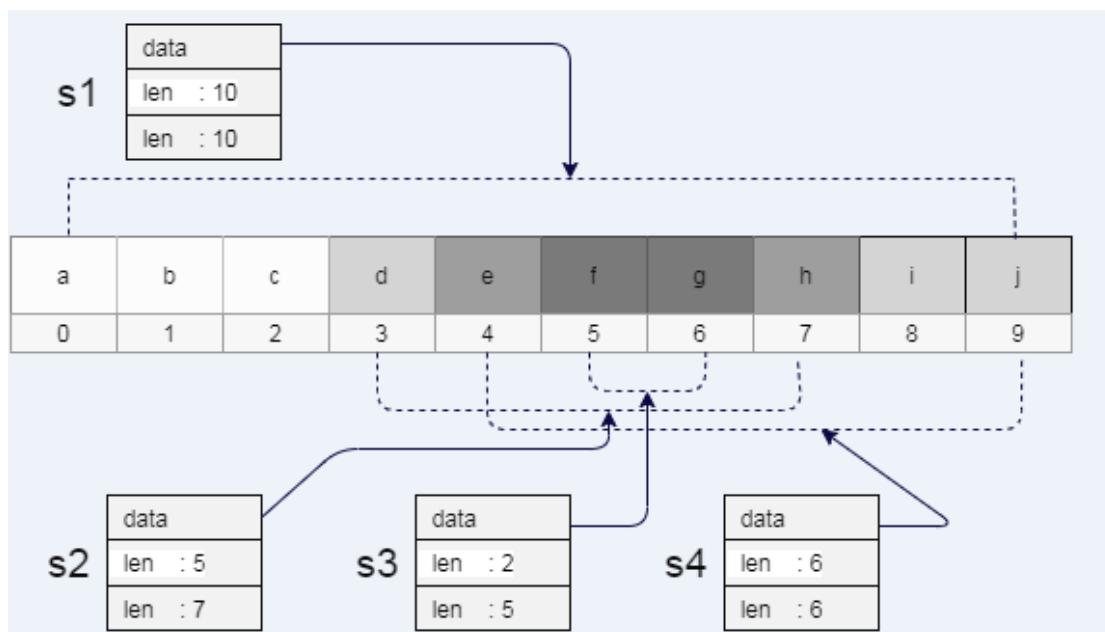 s1
data
len : 10
len : 10
a b c d e f g h i j
0 1 2 3 4 5 6 7 8 9
s2
data
len : 5
len : 7
s3
data
len : 2
len : 5
s4
data
len : 6
len : 6